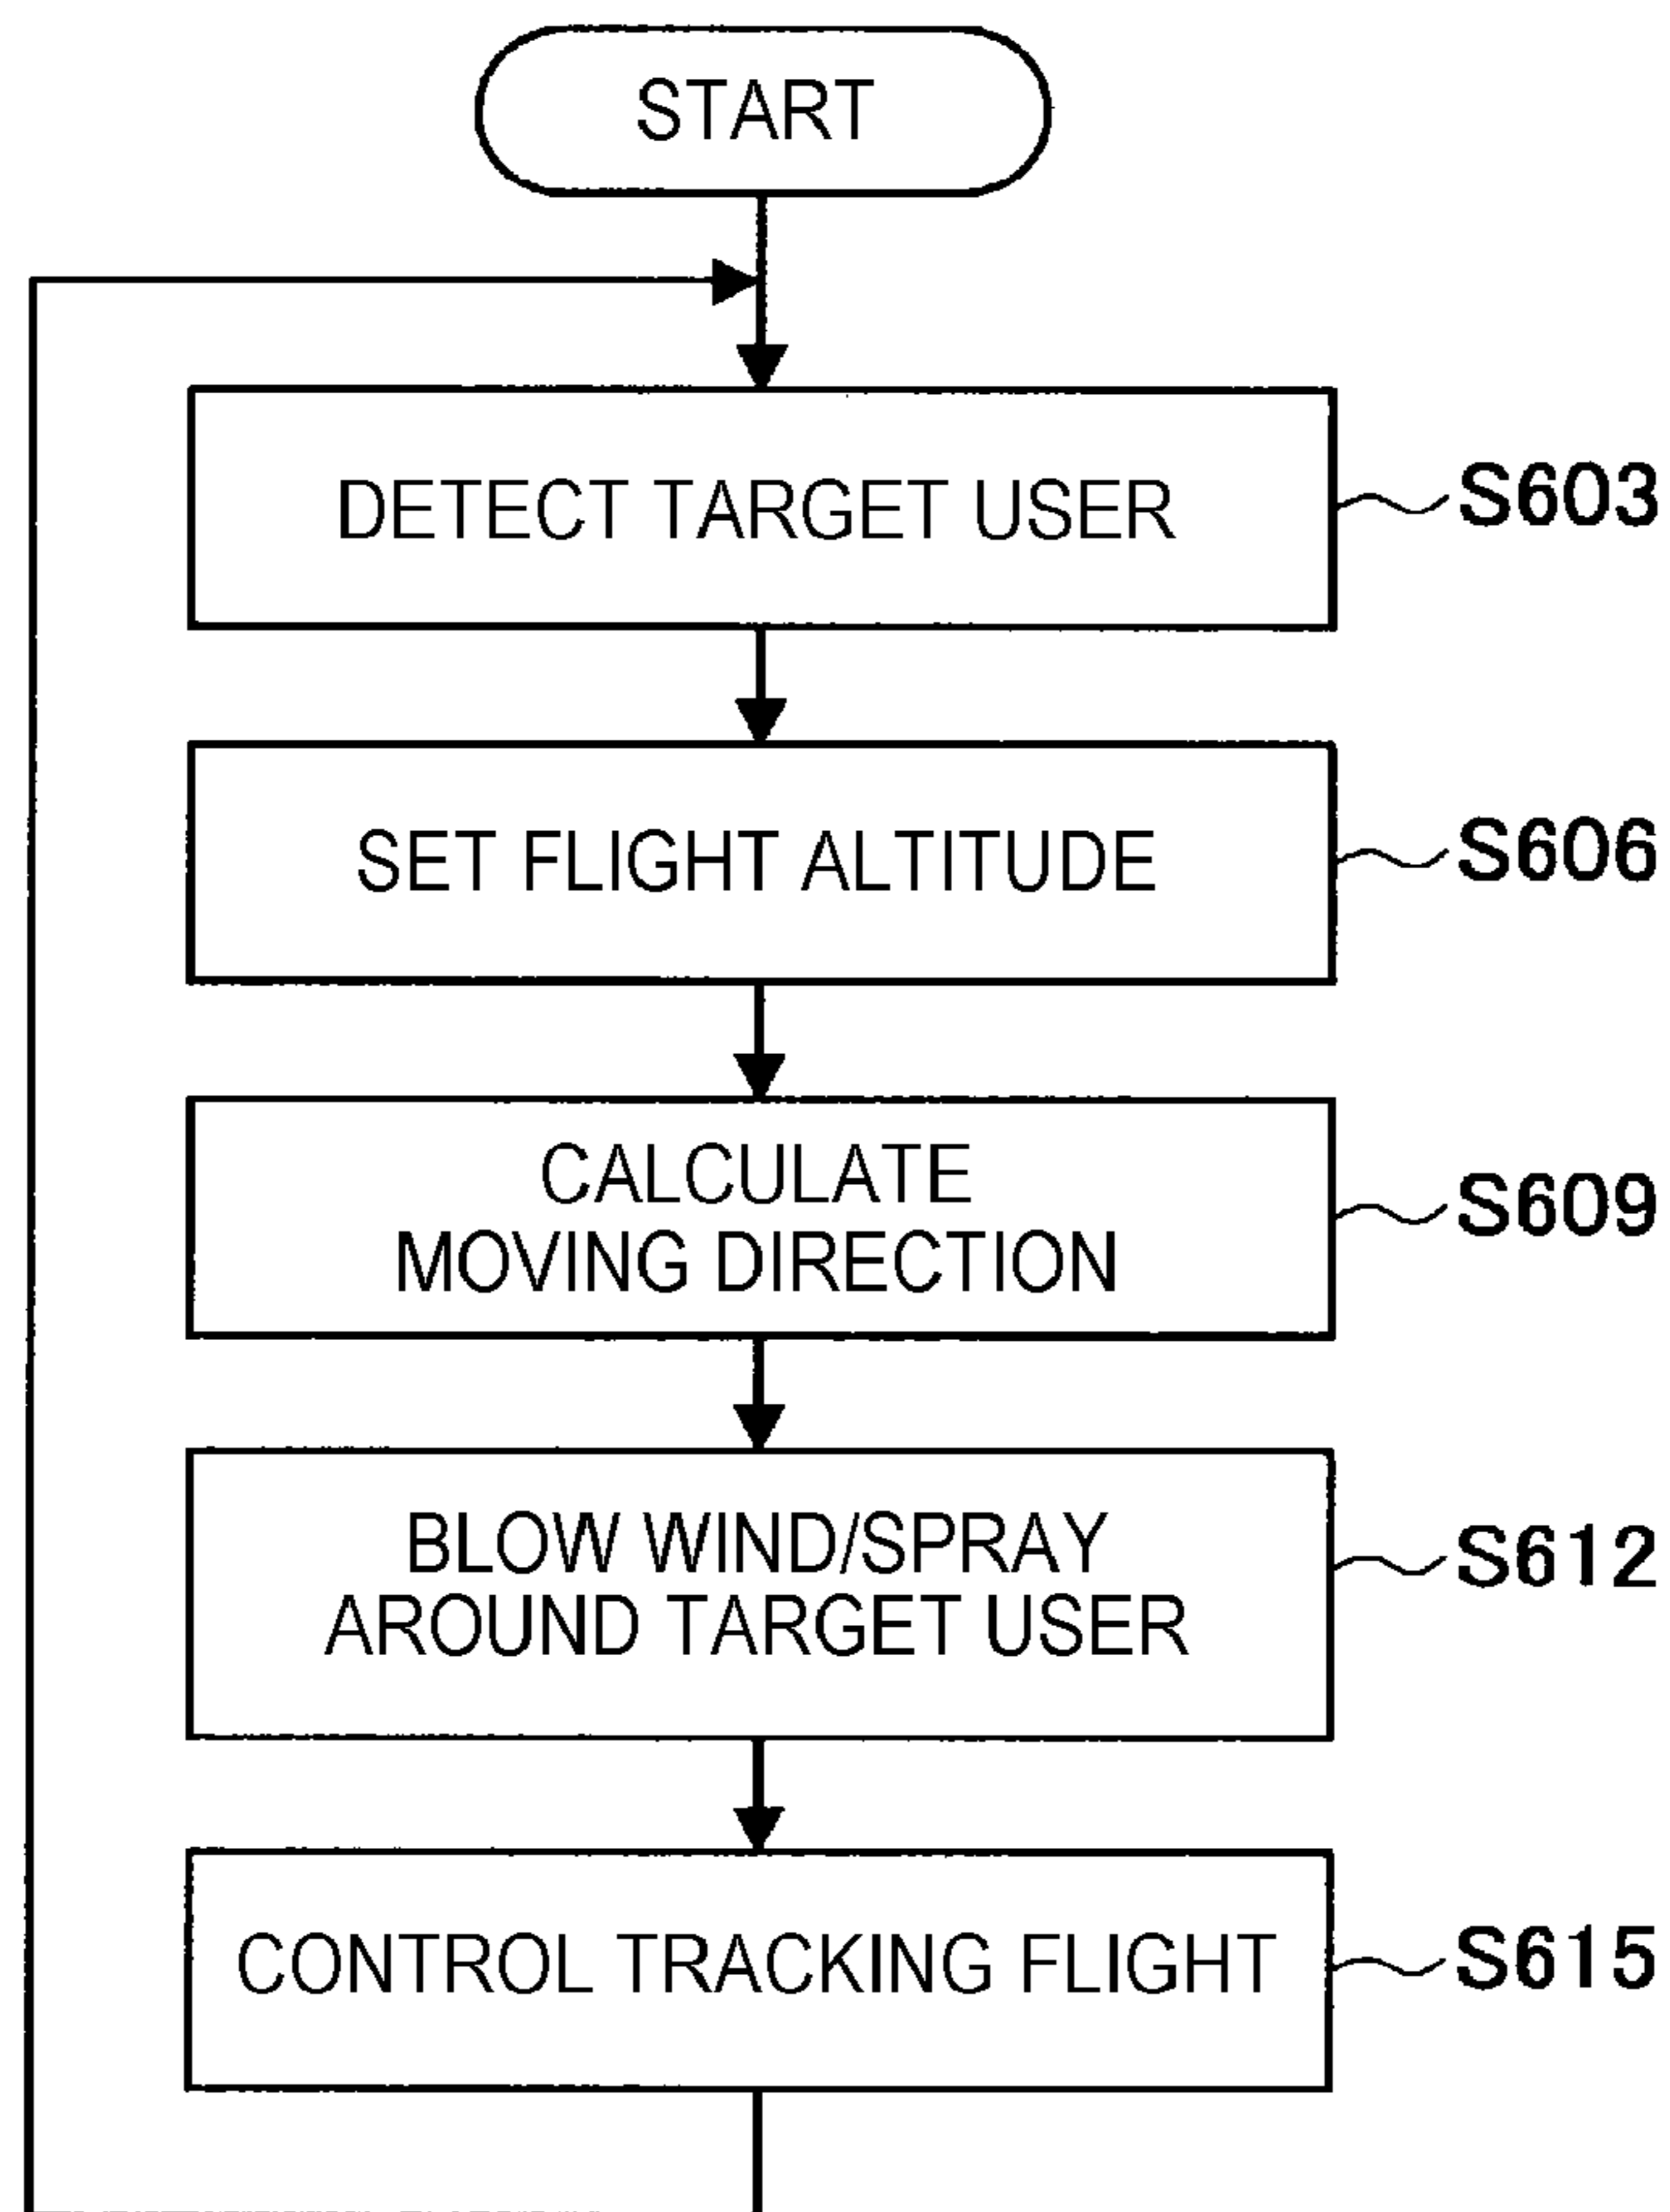 START
DETECT TARGET USER
S603
SET FLIGHT ALTITUDE
S606
CALCULATE
MOVING DIRECTION
S609
BLOW WIND/SPRAY
AROUND TARGET USER
S612
CONTROL TRACKING FLIGHT
S615